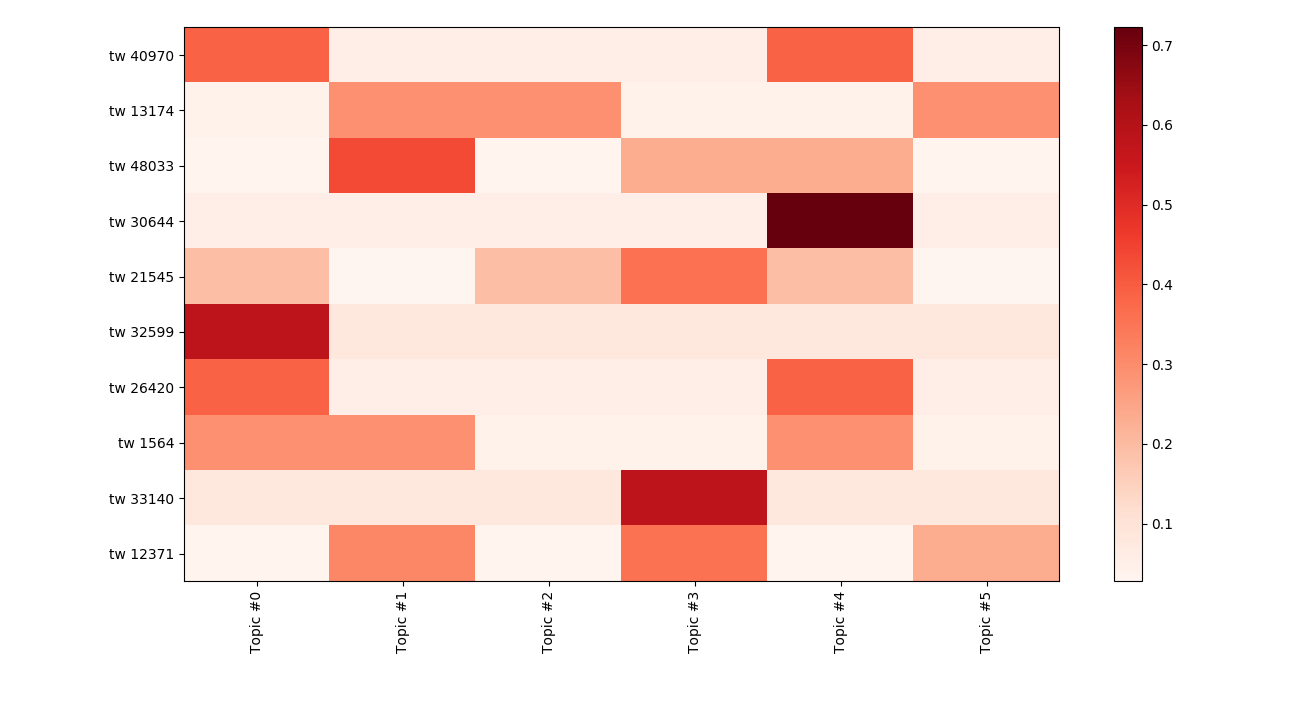 tw 40970
tw 13174
tw 48033
tw 30644
tw 21545
tw 32599
tw 26420
tw 1564
tw 33140
tw 12371
Topic #0
Topic #1
Topic #2
Topic #3
Topic #4
Topic #5
0.7
0.6
0.5
0.4
0.3
0.2
0.1